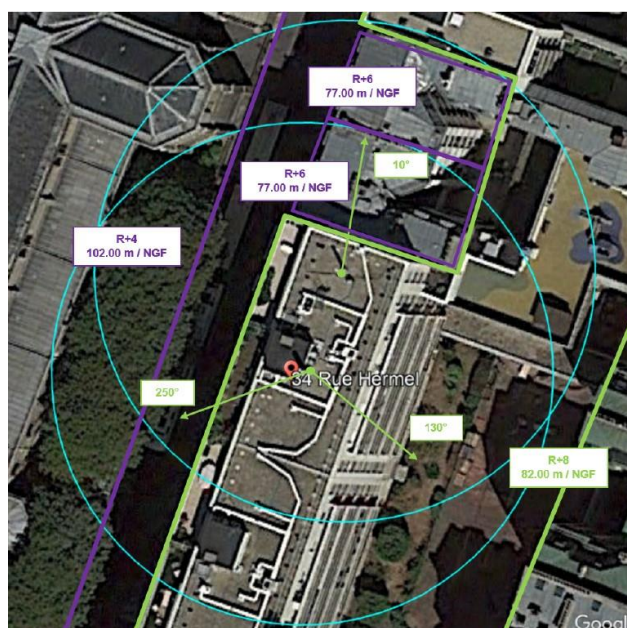 R+6
77.00 m / NGF
10°
R+6
77.00 m / NGF
R+4
102.00 m / NGF
34 Rue Hermel
250°
130°
R+8
82.00 m / NGF
Googl